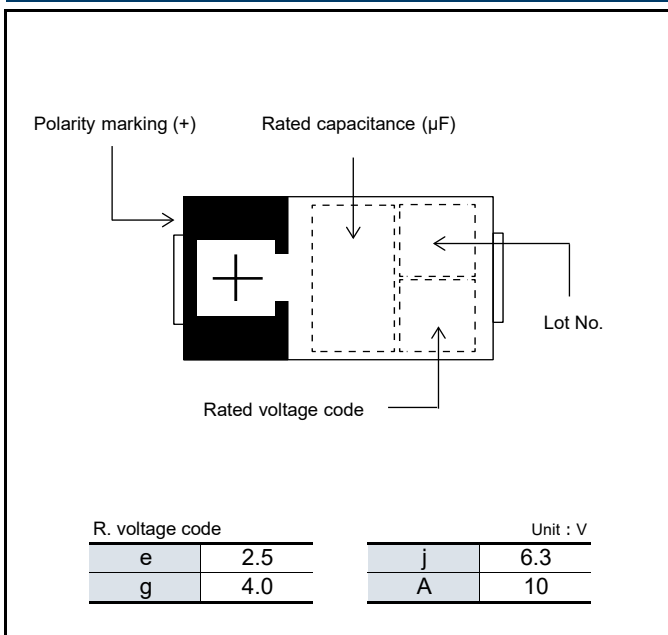 Polarity marking (+) Rated capacitance (μF)
+
Lot No.
Rated voltage code
R. voltage code Unit : V
e 2.5 j 6.3
g 4.0 A 10